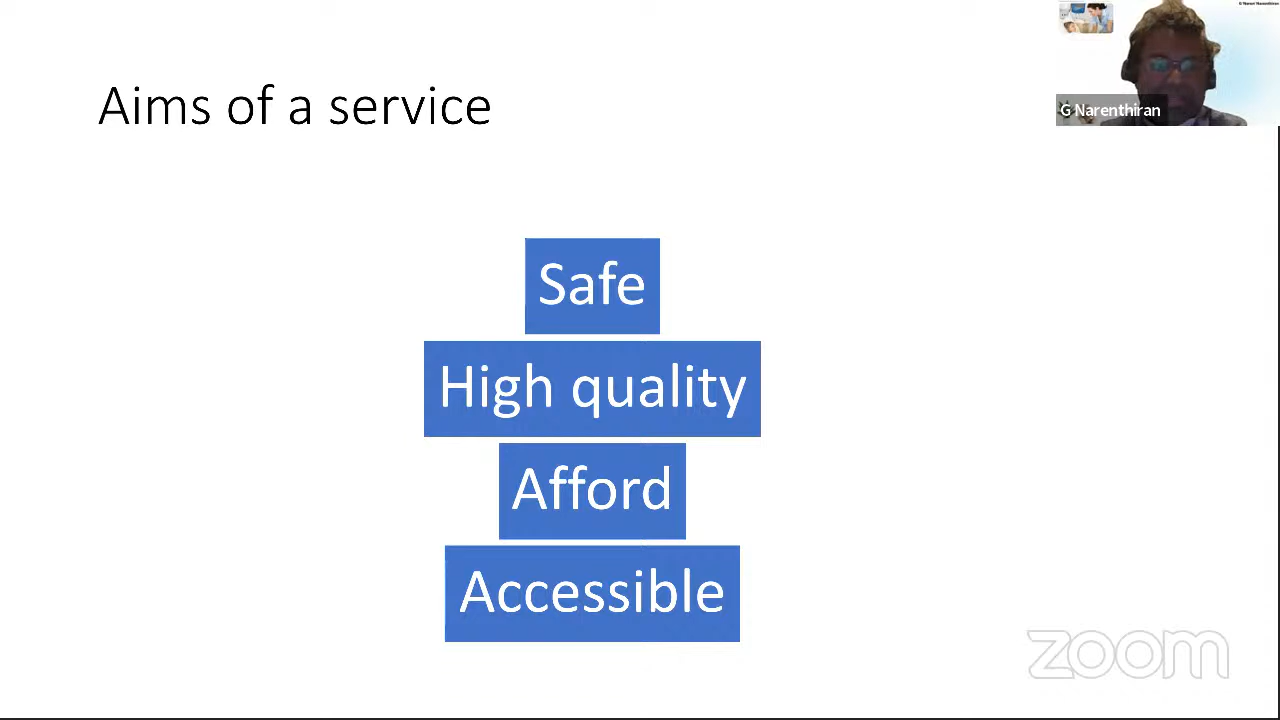 Aims of a service
G Narenthiran
Safe
High quality
Afford
Accessible
zoom